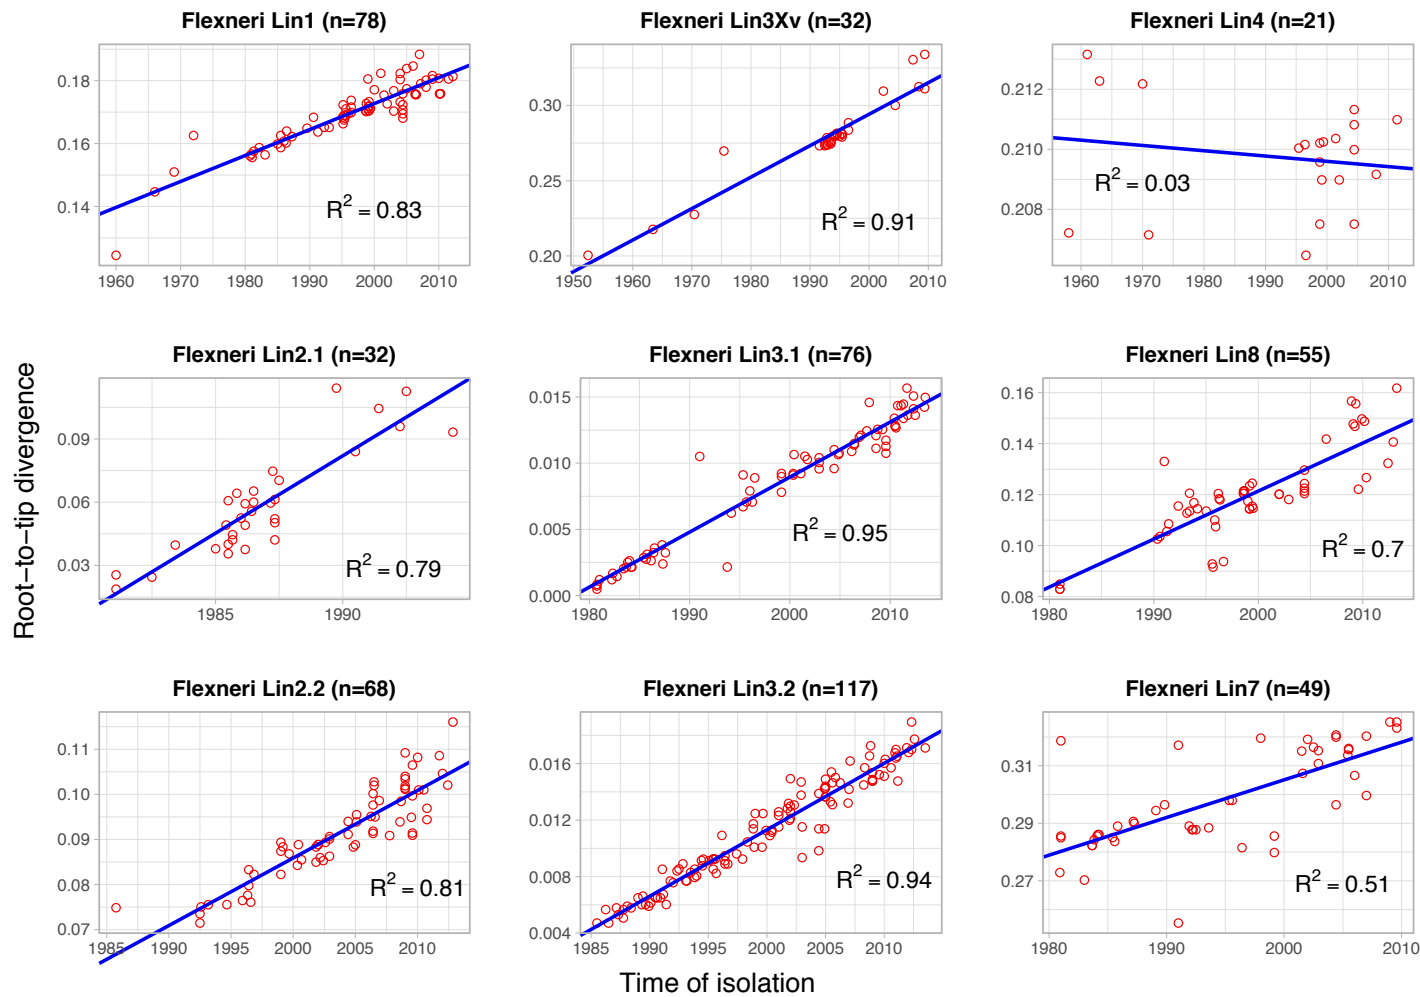 Flexneri Lin1 (n=78)
0.18
0.16
0.14
R² = 0.83
1960 1970 1980 1990 2000 2010
Flexneri Lin3Xv (n=32)
0.30
0.25
0.20
R² = 0.91
1950 1960 1970 1980 1990 2000 2010
Flexneri Lin4 (n=21)
0.212
0.210
0.208
R² = 0.03
1960 1970 1980 1990 2000 2010
Root−to−tip divergence
Flexneri Lin2.1 (n=32)
0.09
0.06
0.03
R² = 0.79
1985 1990
Flexneri Lin3.1 (n=76)
0.015
0.010
0.005
0.000
R² = 0.95
1980 1990 2000 2010
Flexneri Lin8 (n=55)
0.16
0.14
0.12
0.10
0.08
R² = 0.7
1980 1990 2000 2010
Flexneri Lin2.2 (n=68)
0.11
0.10
0.09
0.08
0.07
R² = 0.81
1985 1990 1995 2000 2005 2010
Flexneri Lin3.2 (n=117)
0.016
0.012
0.008
0.004
R² = 0.94
1985 1990 1995 2000 2005 2010
Flexneri Lin7 (n=49)
0.31
0.29
0.27
R² = 0.51
1980 1990 2000 2010
Time of isolation